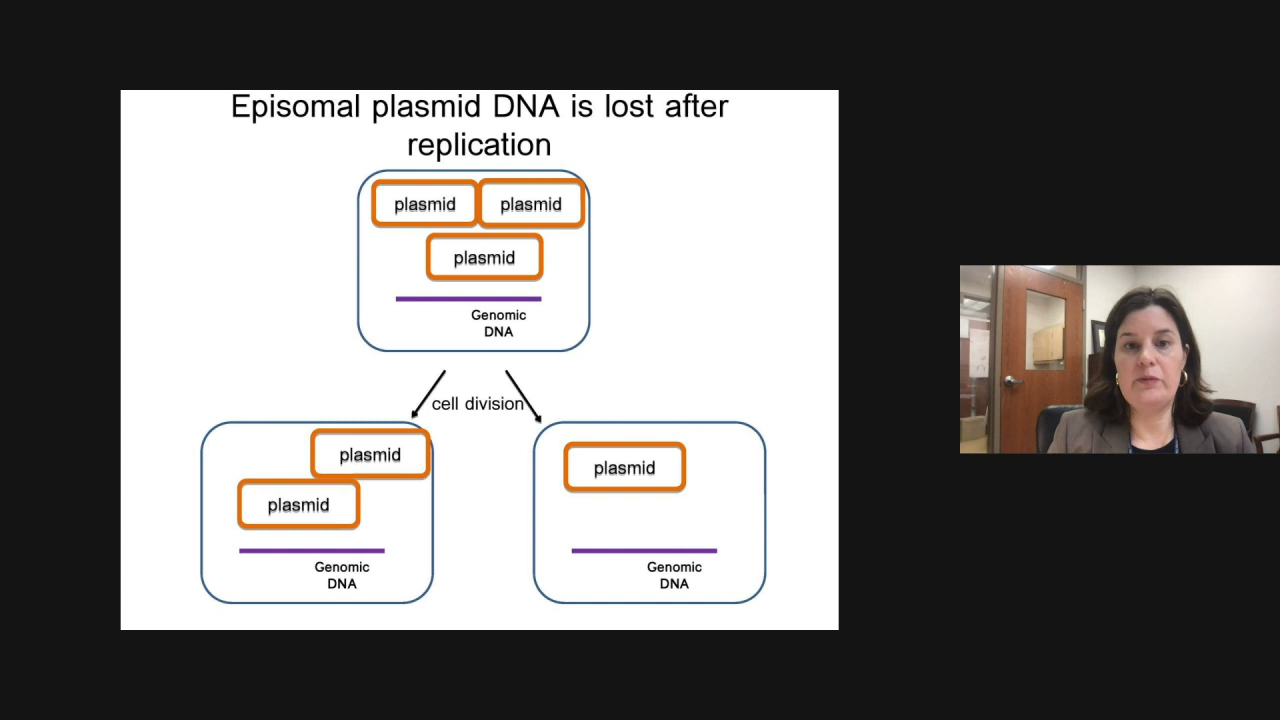 Episomal plasmid DNA is lost after
replication
plasmid
plasmid
plasmid
Genomic
DNA
cell division
plasmid
plasmid
Genomic
DNA
plasmid
Genomic
DNA